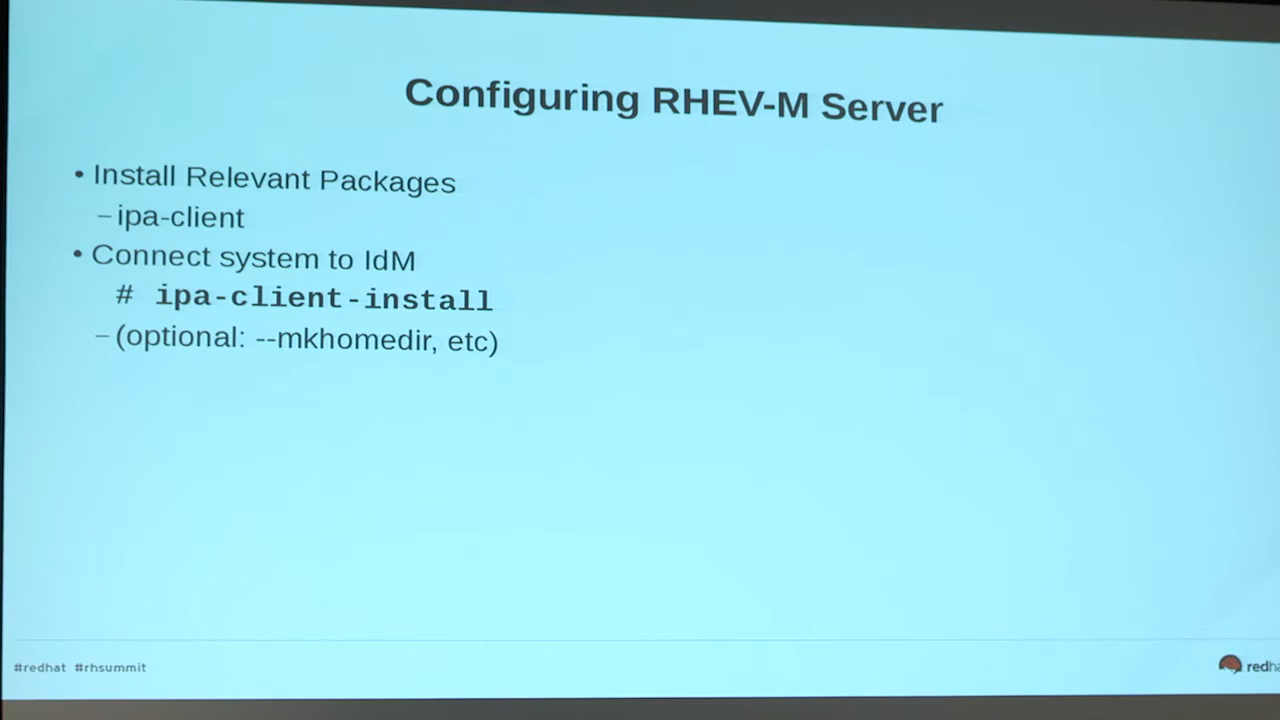 Configuring RHEV-M Server
• Install Relevant Packages
– ipa-client
• Connect system to IdM
# ipa-client-install
– (optional: --mkhomedir, etc)
#redhat #rhsummit
redha